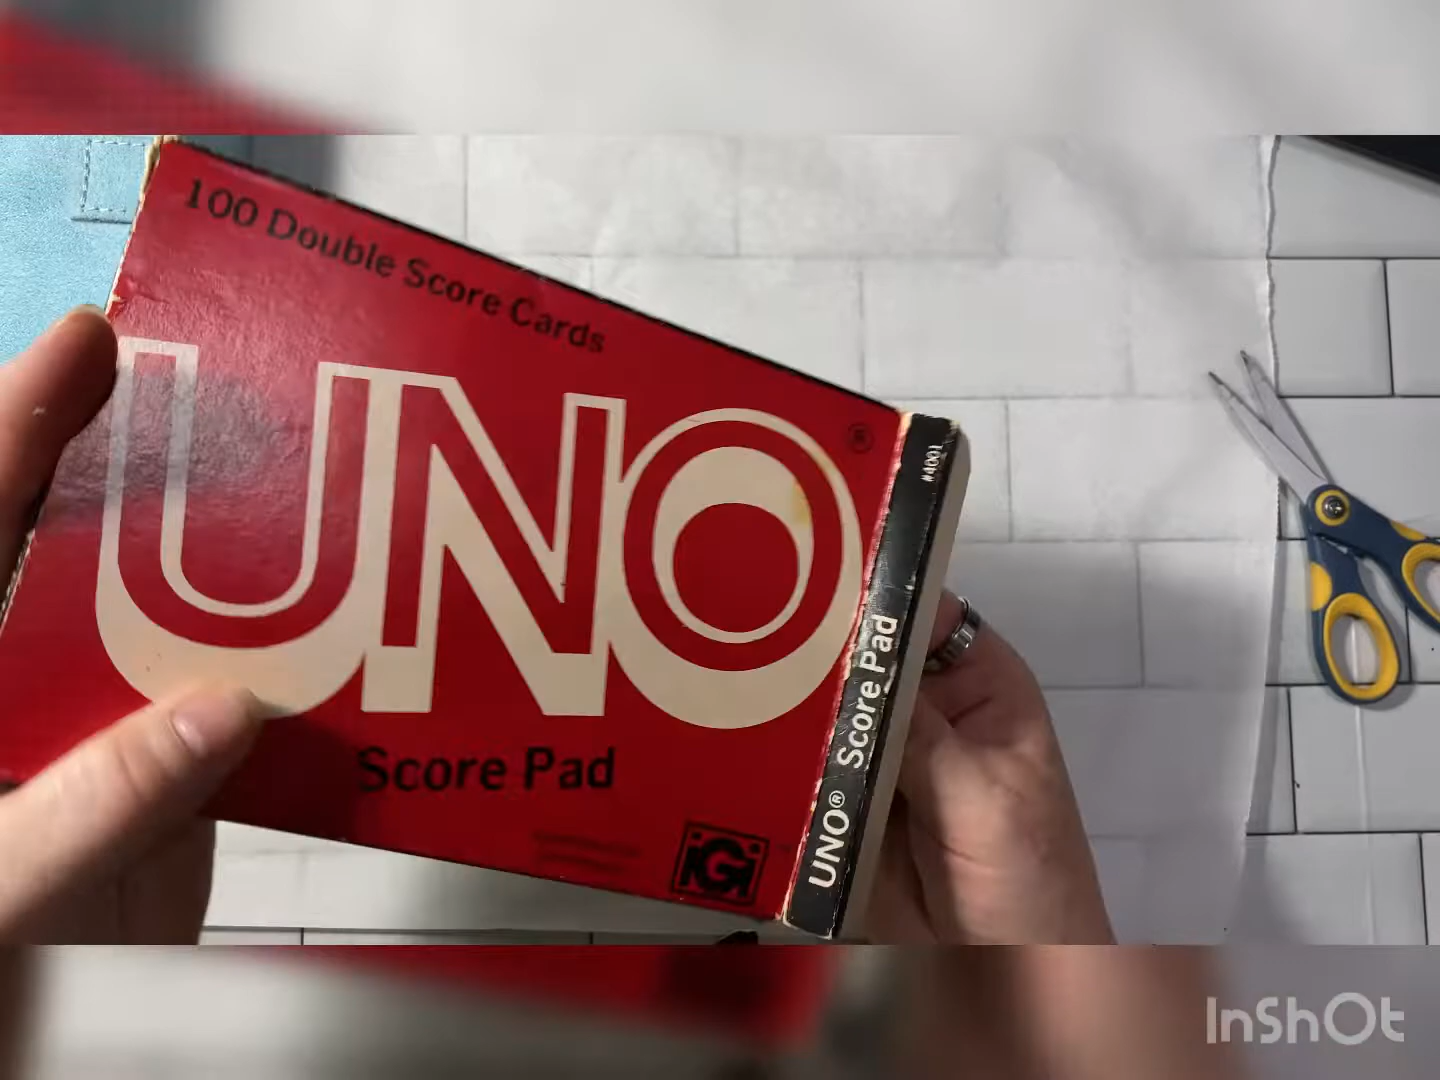 100 Double Score Cards
UNO®
Score Pad
iGi
UNO® Score Pad
#4001
InShOt